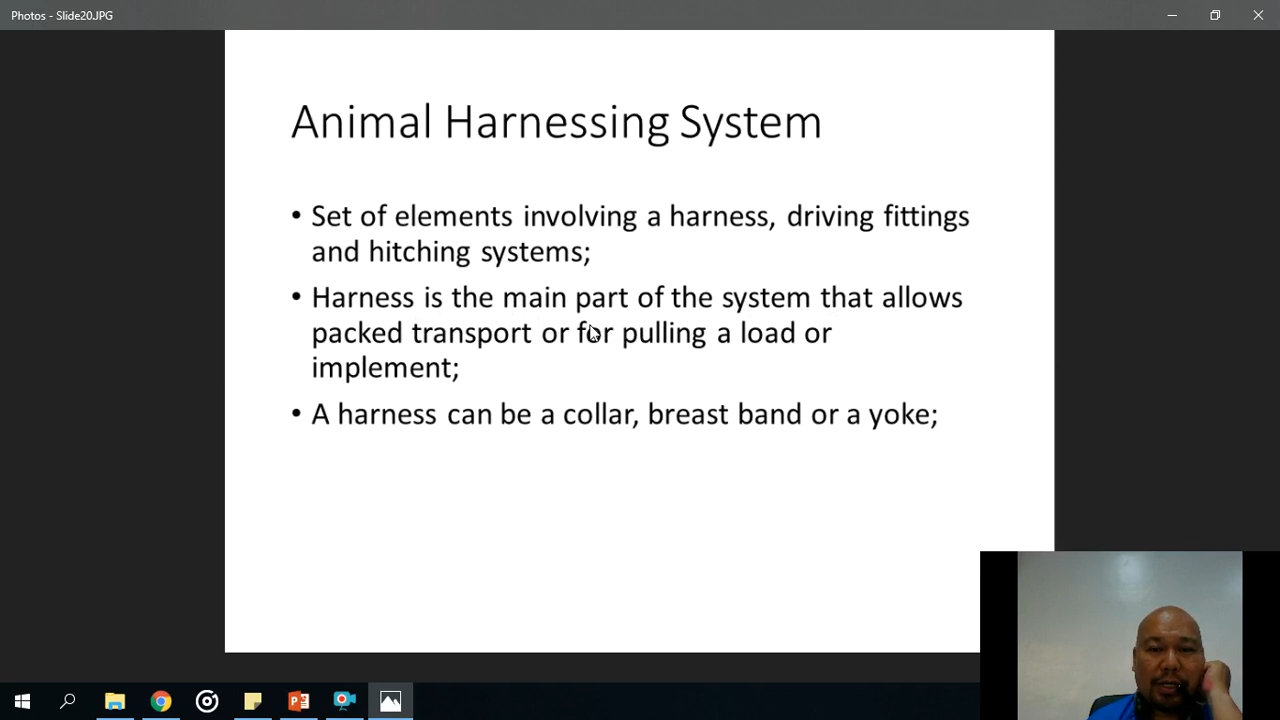 Photos - Slide20.JPG
Animal Harnessing System
• Set of elements involving a harness, driving fittings
and hitching systems;
• Harness is the main part of the system that allows
packed transport or for pulling a load or
implement;
• A harness can be a collar, breast band or a yoke;